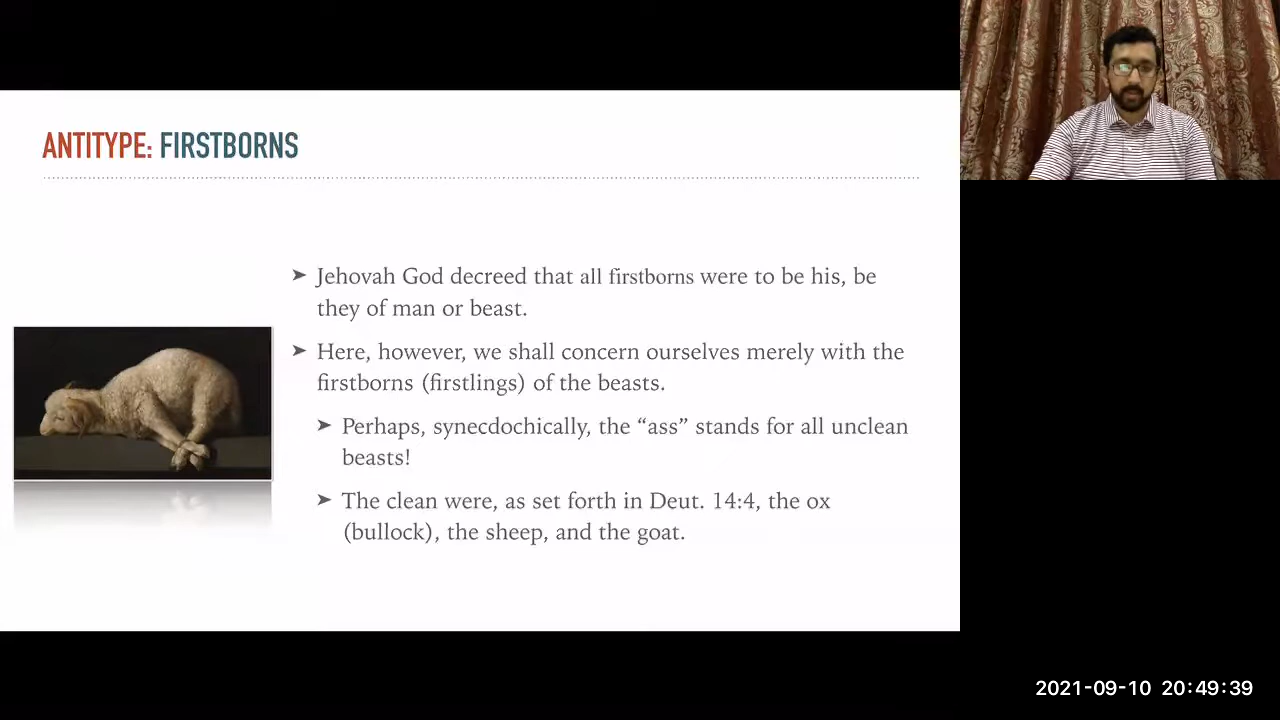 ANTITYPE: FIRSTBORNS
➤ Jehovah God decreed that all firstborns were to be his, be
they of man or beast.
➤ Here, however, we shall concern ourselves merely with the
firstborns (firstlings) of the beasts.
➤ Perhaps, synecdochically, the “ass” stands for all unclean
beasts!
➤ The clean were, as set forth in Deut. 14:4, the ox
(bullock), the sheep, and the goat.
2021-09-10 20:49:39